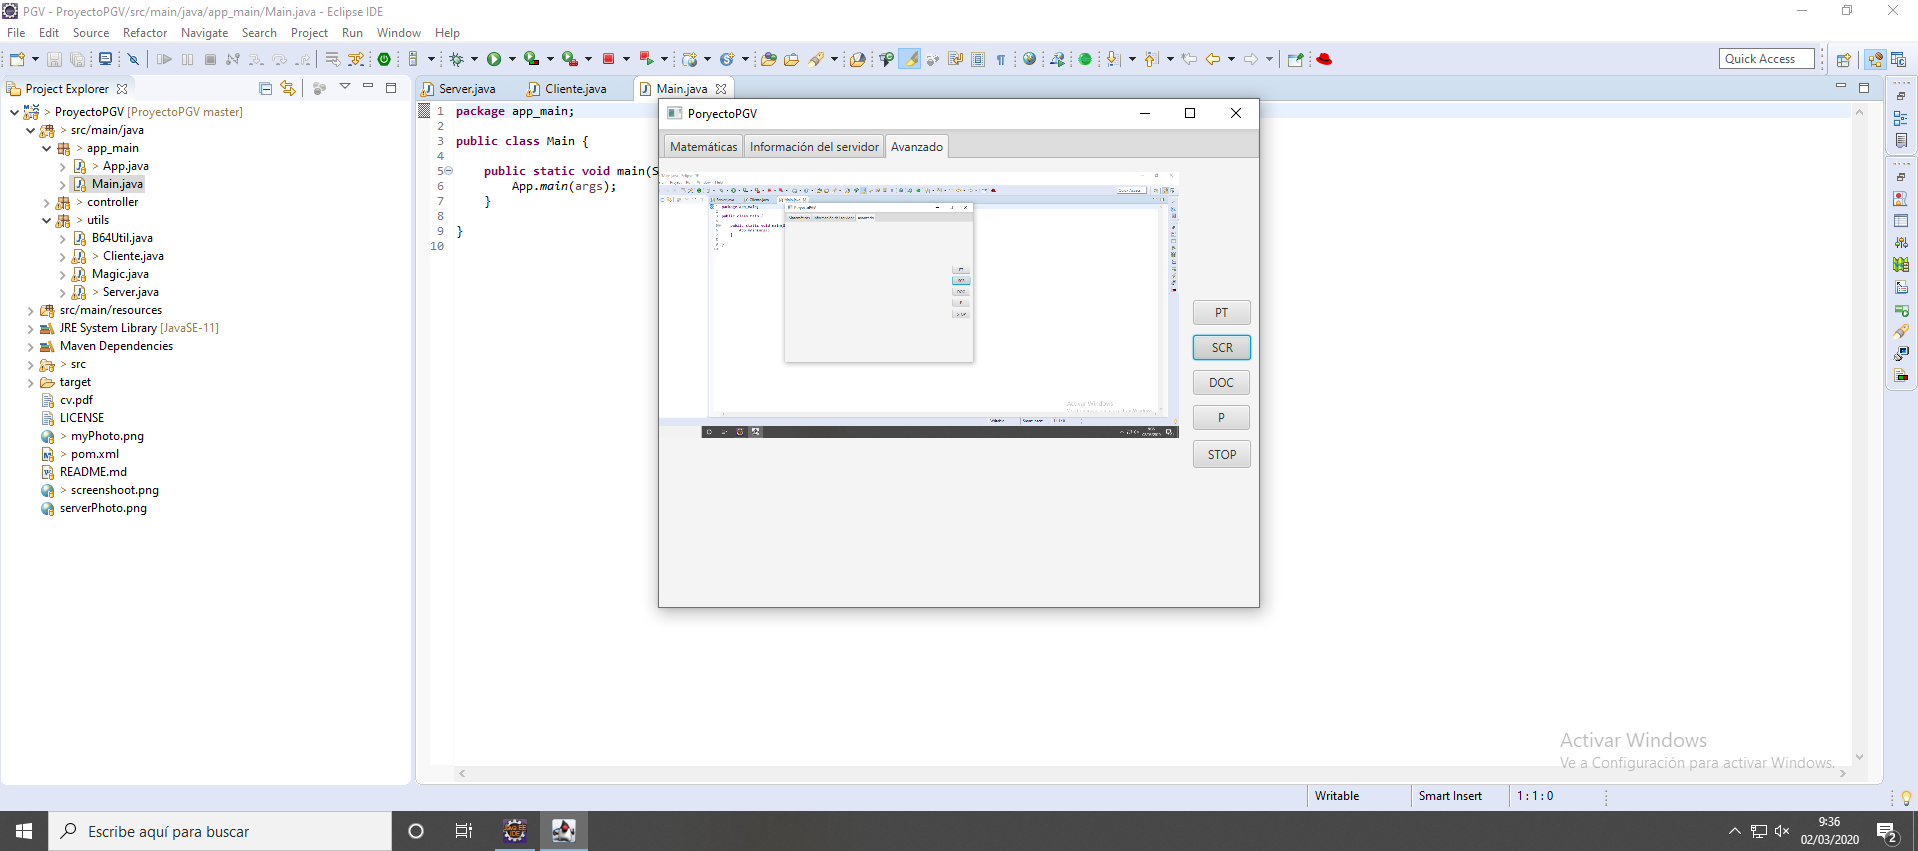 PGV - ProyectoPGV/src/main/java/app_main/Main.java - Eclipse IDE
File Edit Source Refactor Navigate Search Project Run Window Help
Quick Access
Project Explorer
Server.java Cliente.java Main.java
> ProyectoPGV [ProyectoPGV master]
> src/main/java
> app_main
> App.java
Main.java
> controller
> utils
B64Util.java
> Cliente.java
Magic.java
> Server.java
src/main/resources
JRE System Library [JavaSE-11]
Maven Dependencies
> src
target
cv.pdf
LICENSE
> myPhoto.png
> pom.xml
README.md
> screenshoot.png
serverPhoto.png
1 package app_main;
2
3 public class Main {
4
5 public static void main(S
6 App.main(args);
7 }
8
9 }
10
PoryectoPGV
Matemáticas Información del servidor Avanzado
PT
SCR
DOC
P
STOP
Activar Windows
Ve a Configuración para activar Windows.
Writable Smart Insert 1 : 1 : 0
Escribe aquí para buscar
9:36
02/03/2020
2